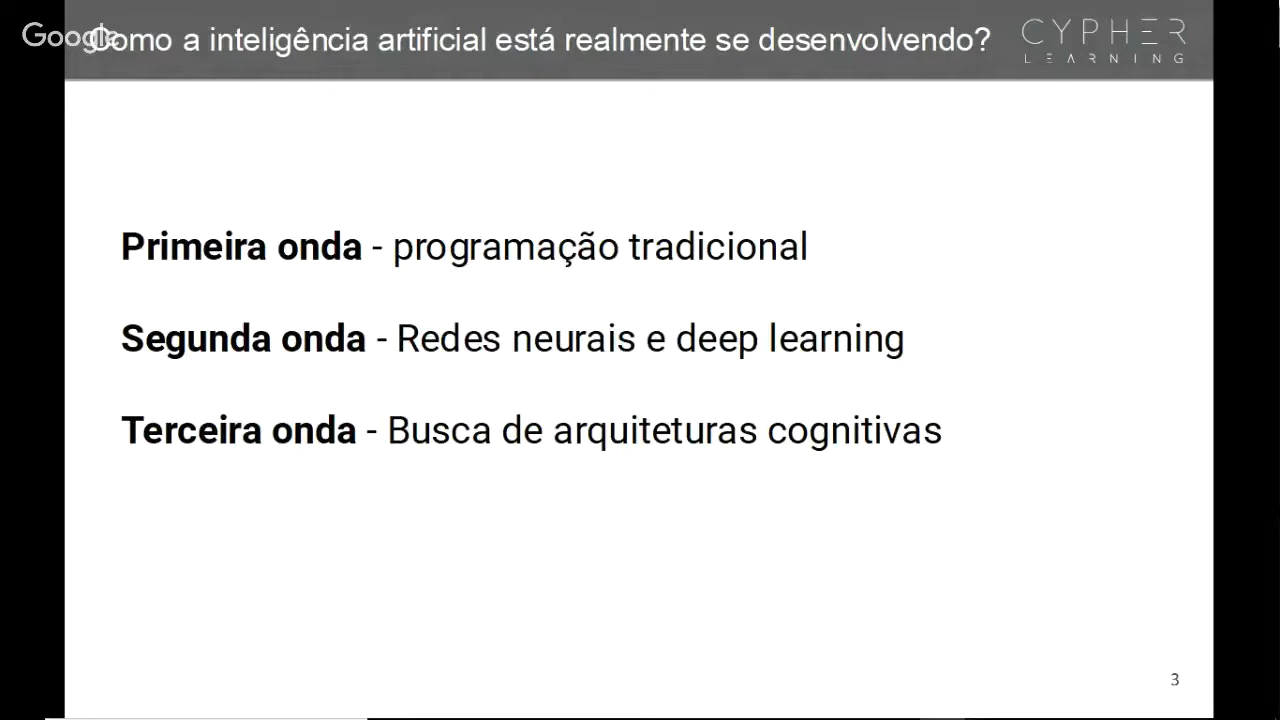 Google
Como a inteligência artificial está realmente se desenvolvendo?
CYPHER
LEARNING
Primeira onda - programação tradicional
Segunda onda - Redes neurais e deep learning
Terceira onda - Busca de arquiteturas cognitivas
3